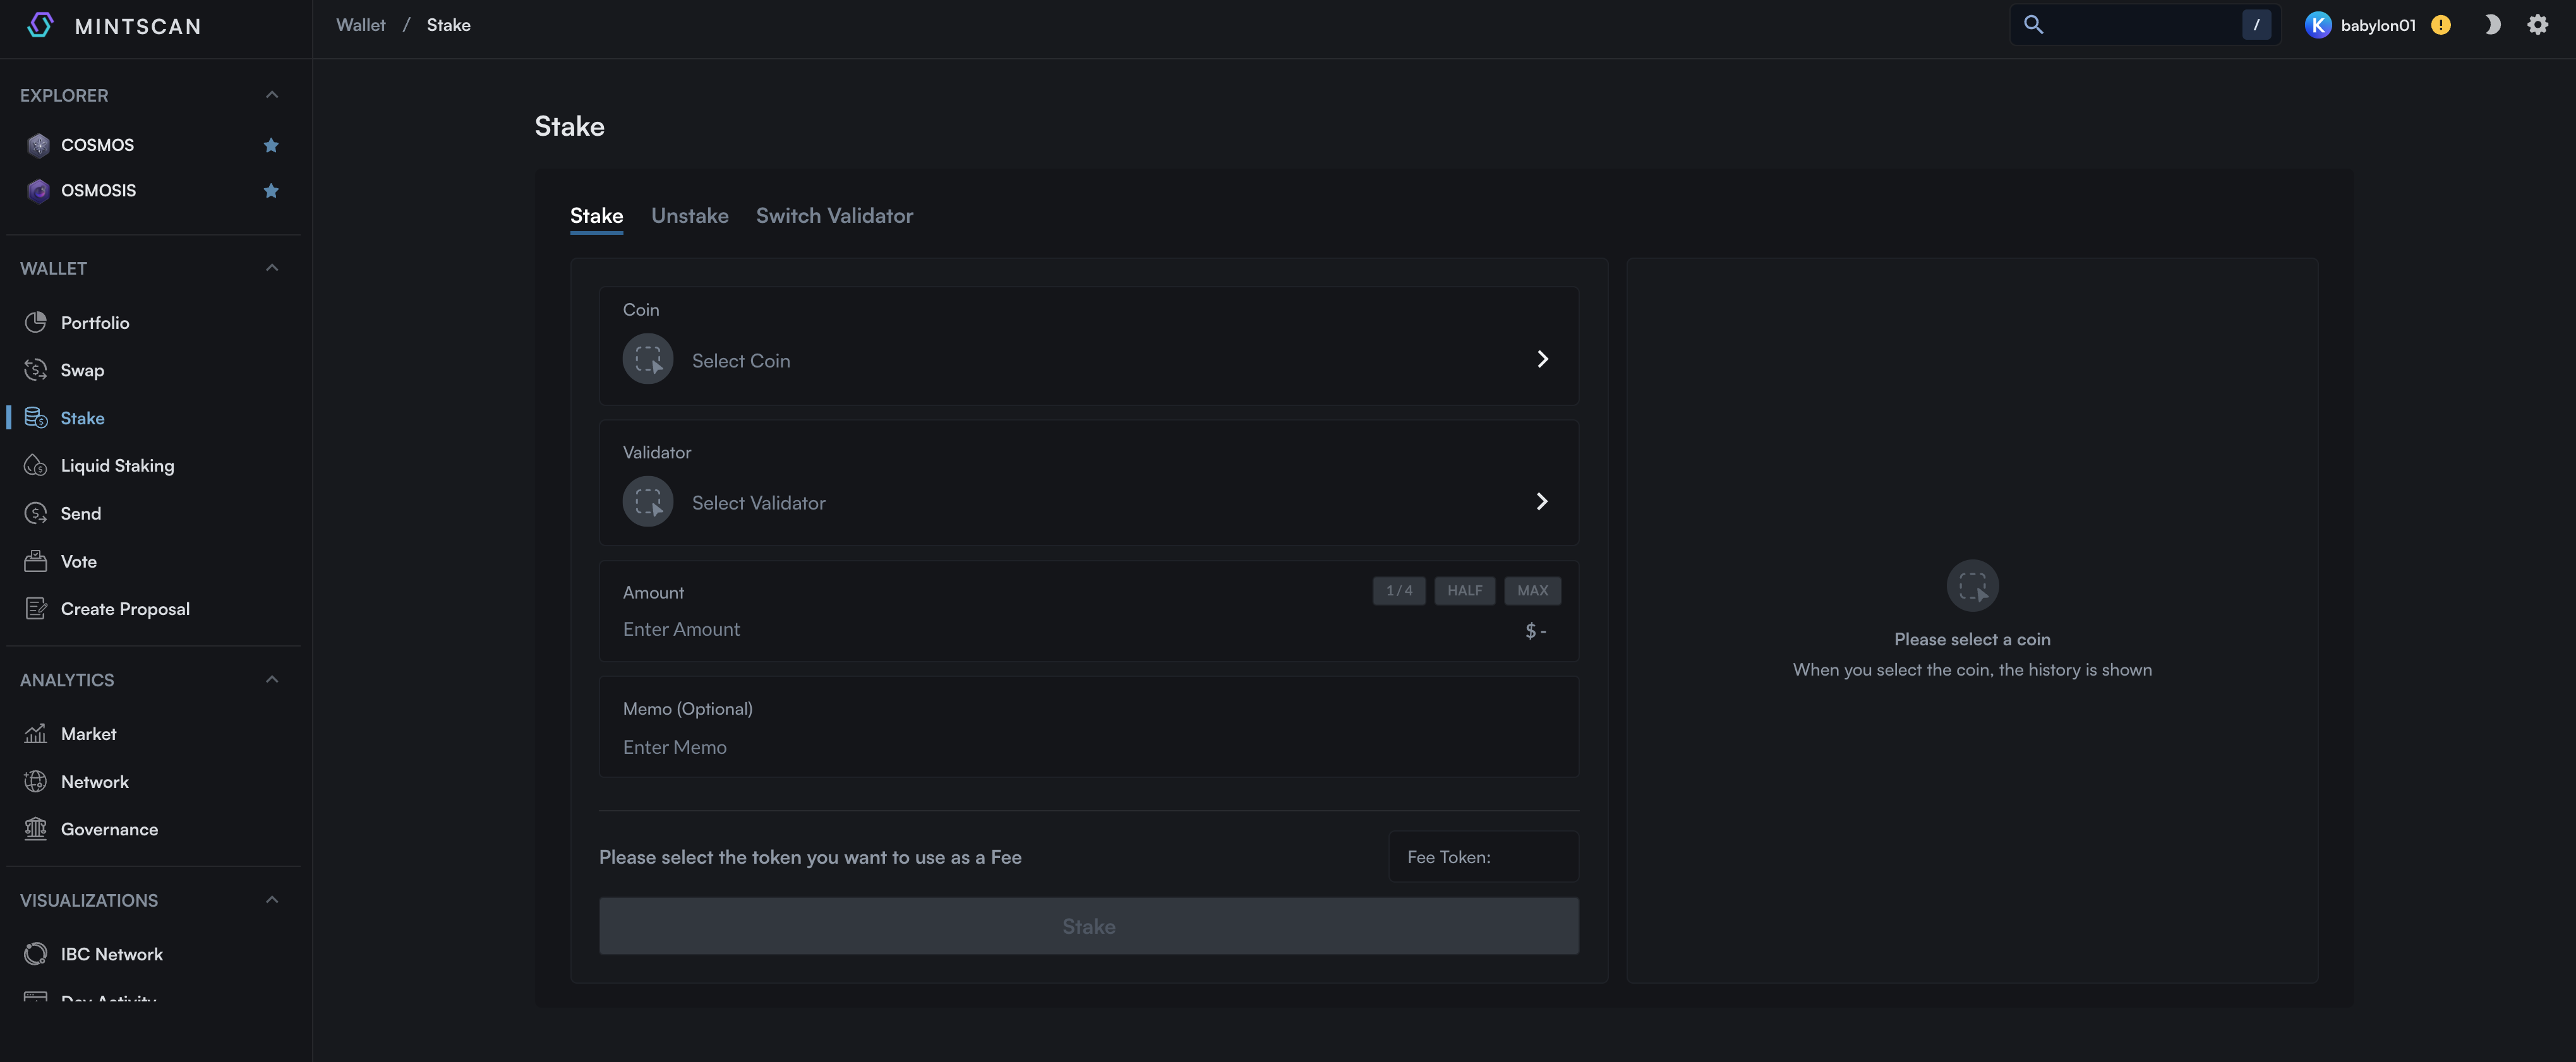 MINTSCAN
Wallet / Stake
/
K babylon01
EXPLORER
COSMOS
OSMOSIS
WALLET
Portfolio
Swap
Stake
Liquid Staking
Send
Vote
Create Proposal
ANALYTICS
Market
Network
Governance
VISUALIZATIONS
IBC Network
Dev Activity
Stake
Stake Unstake Switch Validator
Coin
Select Coin
Validator
Select Validator
Amount 1/4 HALF MAX
Enter Amount $ -
Memo (Optional)
Enter Memo
Please select the token you want to use as a Fee Fee Token:
Stake
Please select a coin
When you select the coin, the history is shown